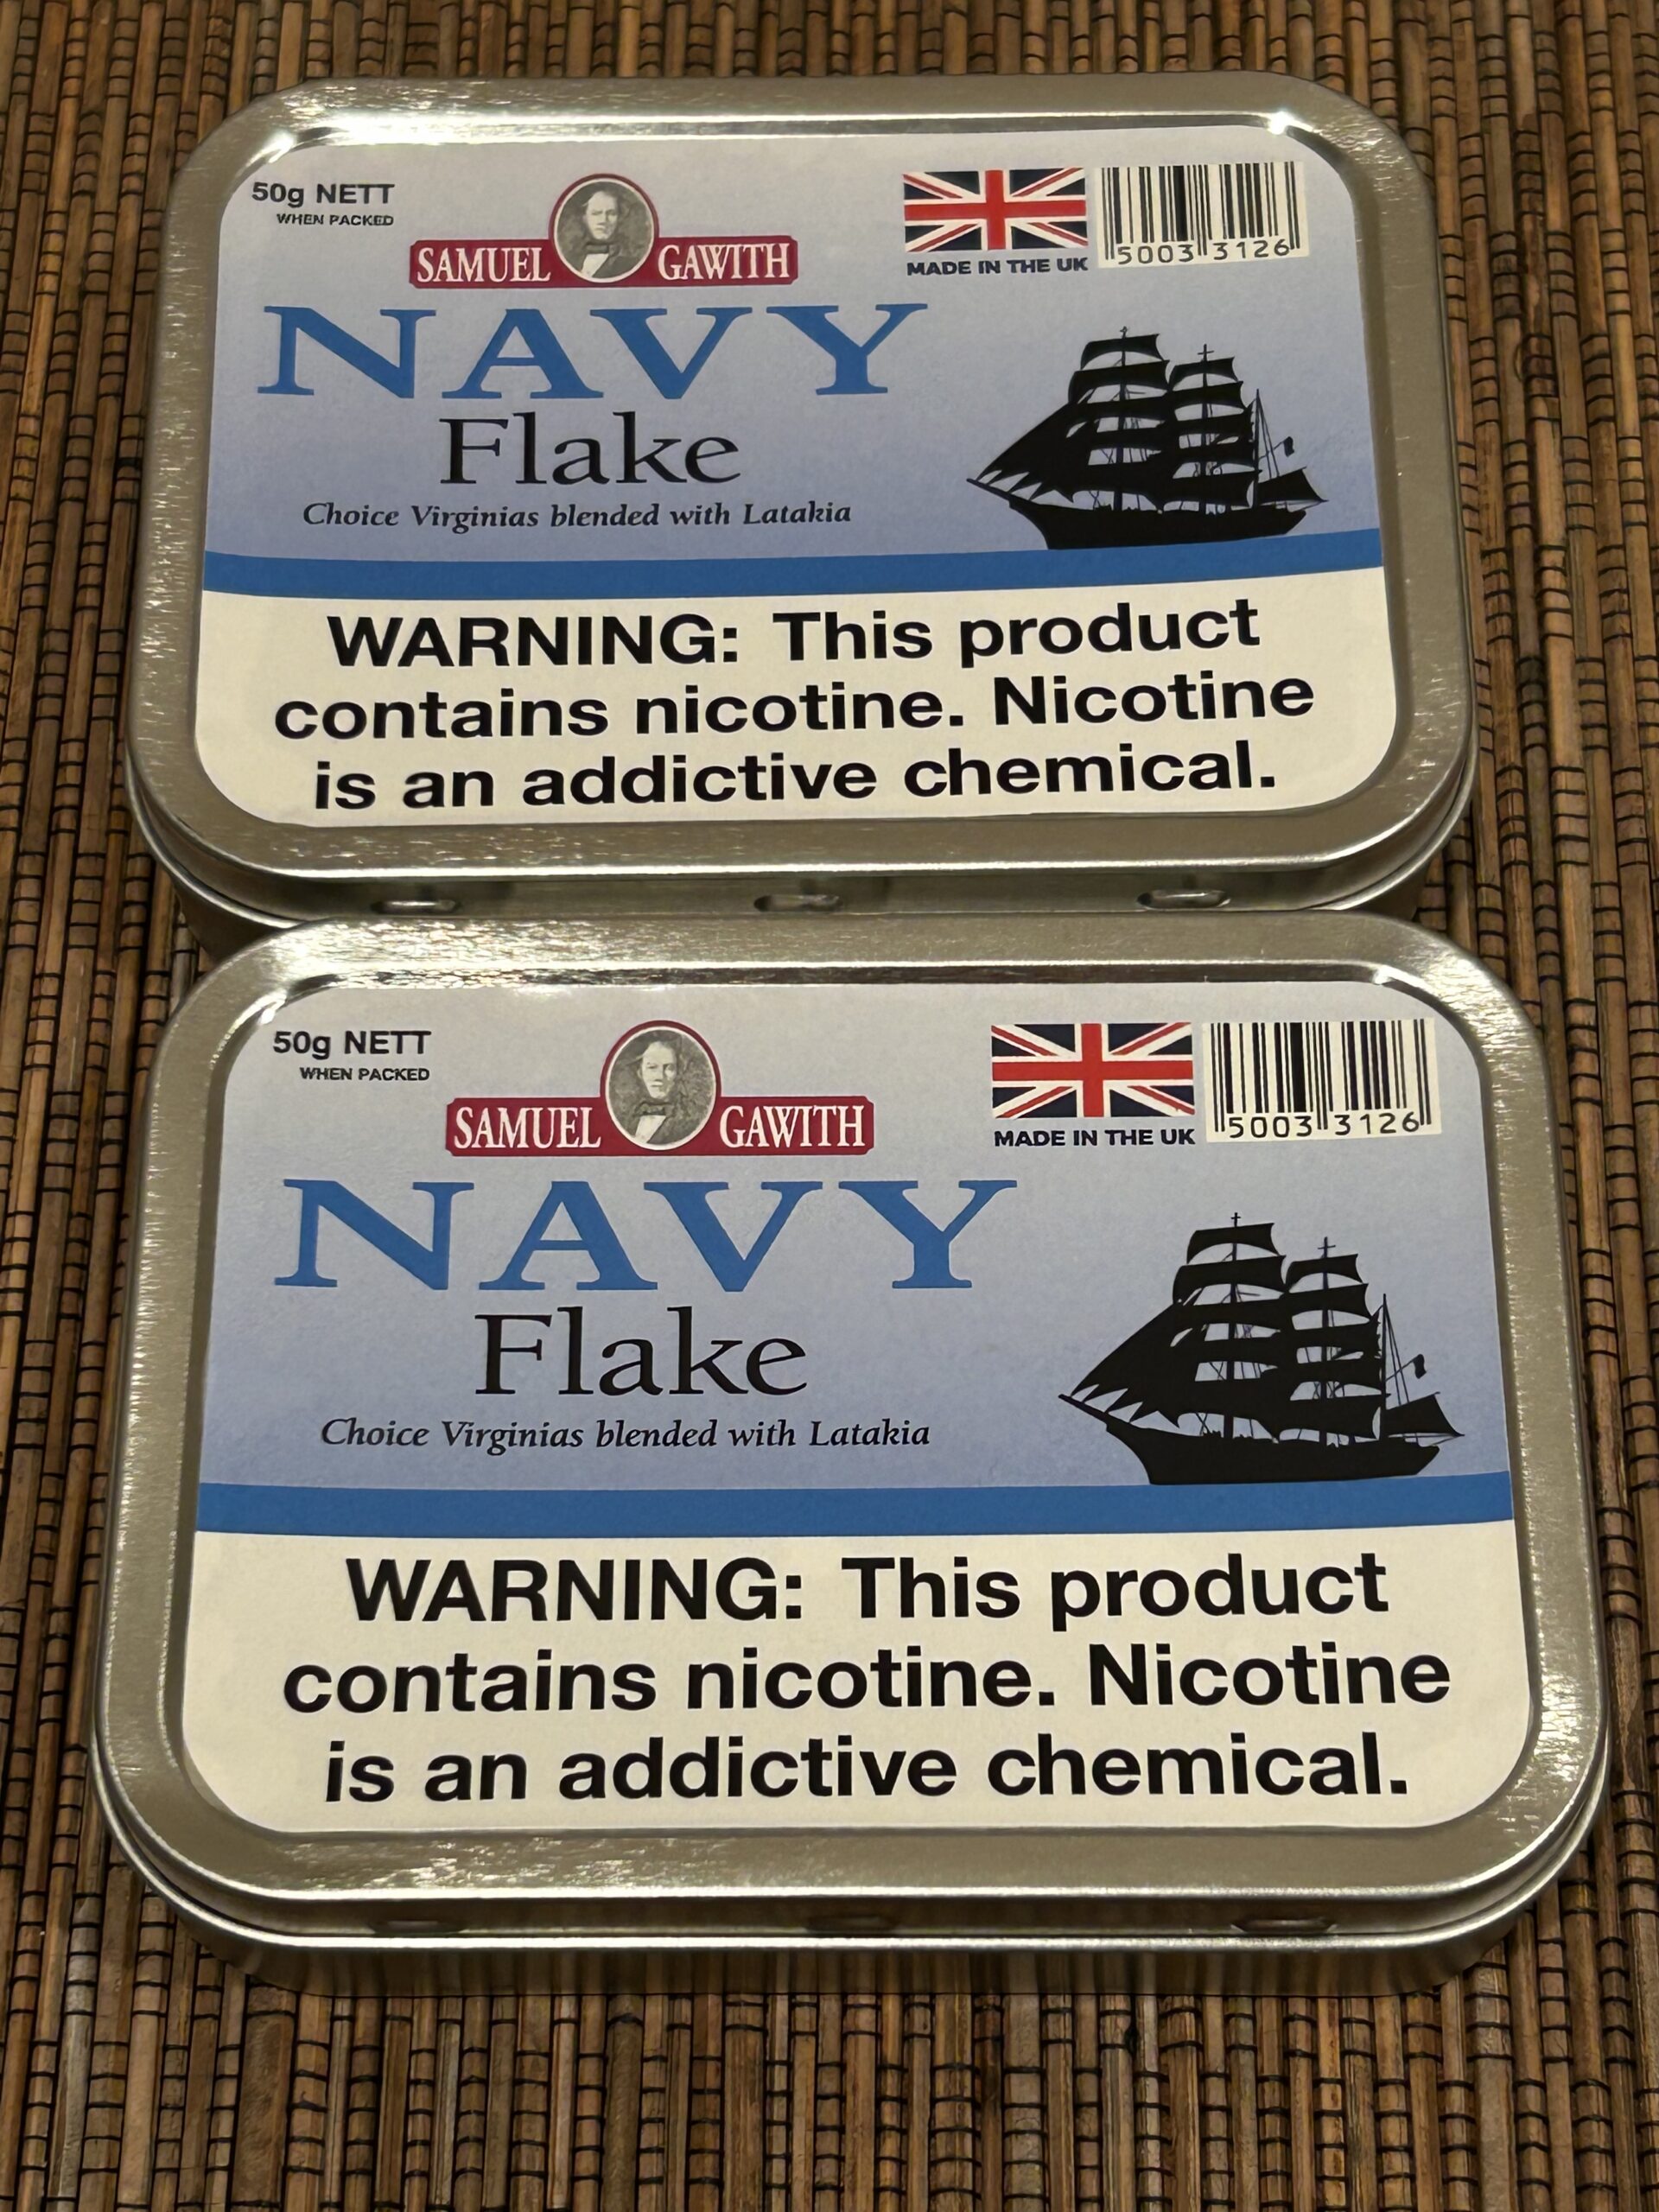 50g NETT
WHEN PACKED
SAMUEL GAWITH
MADE IN THE UK
5003 3126
NAVY
Flake
Choice Virginias blended with Latakia
WARNING: This product
contains nicotine. Nicotine
is an addictive chemical.
50g NETT
WHEN PACKED
SAMUEL GAWITH
MADE IN THE UK
5003 3126
NAVY
Flake
Choice Virginias blended with Latakia
WARNING: This product
contains nicotine. Nicotine
is an addictive chemical.